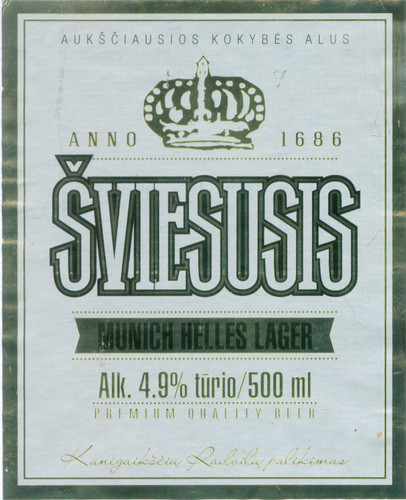 AUKŠČIAUSIOS KOKYBĖS ALUS
ANNO 1686
ŠVIESUSIS
MUNICH HELLES LAGER
Alk. 4.9% tūrio/500 ml
PREMIUM QUALITY BEER
Kunigaikščių Radvilų palikimas